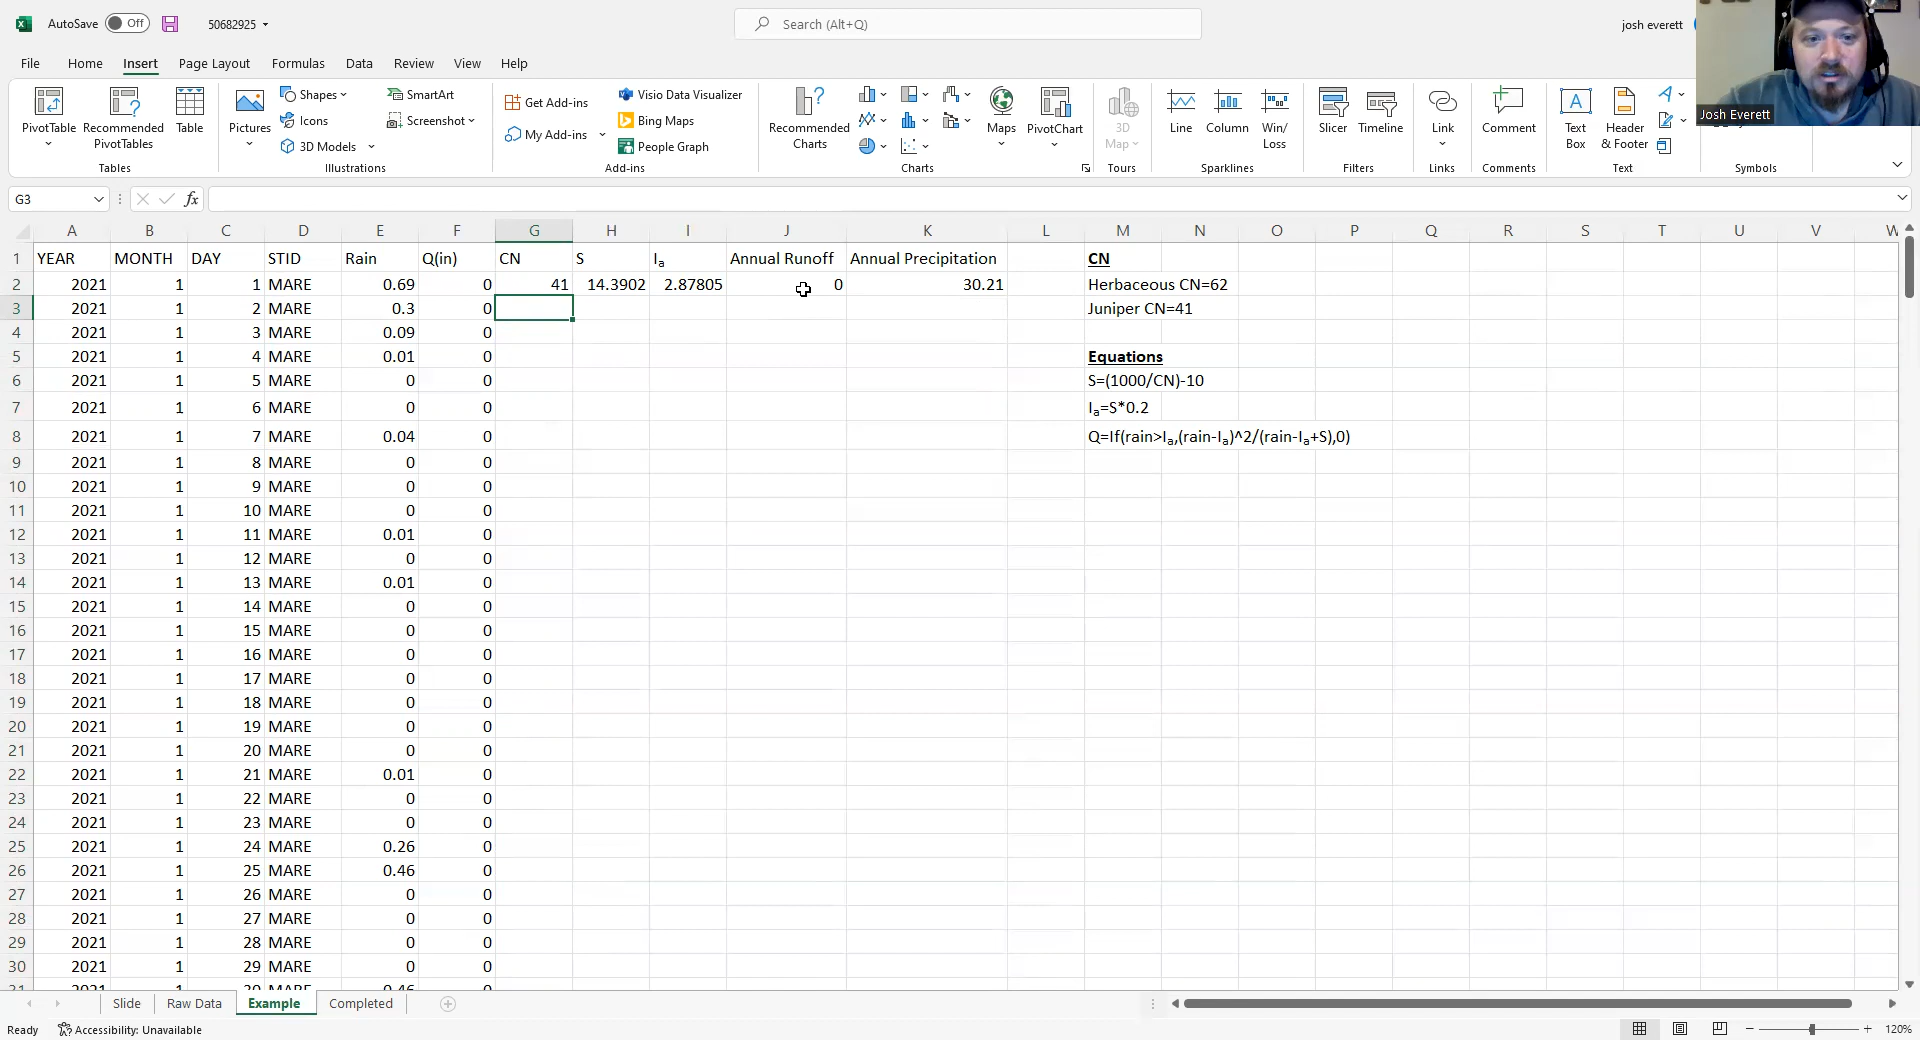 AutoSave Off 50682925 Search (Alt+Q) josh everett
File Home Insert Page Layout Formulas Data Review View Help
PivotTable
Recommended PivotTables
Table
Tables
Pictures
Shapes
Icons
3D Models
SmartArt
Screenshot
Illustrations
Get Add-ins
My Add-ins
Visio Data Visualizer
Bing Maps
People Graph
Add-ins
Recommended Charts
Maps
PivotChart
Charts
3D Map
Tours
Line
Column
Win/Loss
Sparklines
Slicer
Timeline
Filters
Link
Links
Comment
Comments
Text Box
Header & Footer
Text
Symbols
Josh Everett
G3 fx
A B C D E F G H I J K L M N O P Q R S T U V W
1 YEAR MONTH DAY STID Rain Q(in) CN S Ia Annual Runoff Annual Precipitation CN
2 2021 1 1 MARE 0.69 0 41 14.3902 2.87805 0 30.21 Herbaceous CN=62
3 2021 1 2 MARE 0.3 0 Juniper CN=41
4 2021 1 3 MARE 0.09 0
5 2021 1 4 MARE 0.01 0 Equations
6 2021 1 5 MARE 0 0 S=(1000/CN)-10
7 2021 1 6 MARE 0 0 Ia=S*0.2
8 2021 1 7 MARE 0.04 0 Q=If(rain>Ia,(rain-Ia)^2/(rain-Ia+S),0)
9 2021 1 8 MARE 0 0
10 2021 1 9 MARE 0 0
11 2021 1 10 MARE 0 0
12 2021 1 11 MARE 0.01 0
13 2021 1 12 MARE 0 0
14 2021 1 13 MARE 0.01 0
15 2021 1 14 MARE 0 0
16 2021 1 15 MARE 0 0
17 2021 1 16 MARE 0 0
18 2021 1 17 MARE 0 0
19 2021 1 18 MARE 0 0
20 2021 1 19 MARE 0 0
21 2021 1 20 MARE 0 0
22 2021 1 21 MARE 0.01 0
23 2021 1 22 MARE 0 0
24 2021 1 23 MARE 0 0
25 2021 1 24 MARE 0.26 0
26 2021 1 25 MARE 0.46 0
27 2021 1 26 MARE 0 0
28 2021 1 27 MARE 0 0
29 2021 1 28 MARE 0 0
30 2021 1 29 MARE 0 0
Slide Raw Data Example Completed
Ready Accessibility: Unavailable 120%